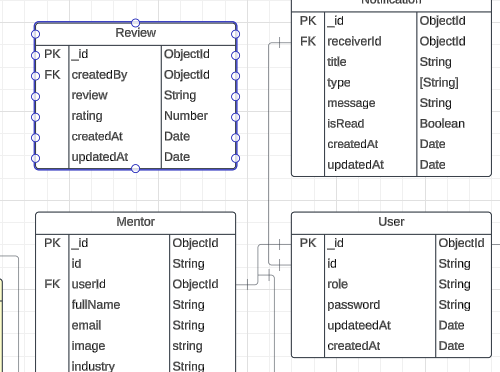 Notification
PK _id ObjectId
FK receiverId ObjectId
title String
type [String]
message String
isRead Boolean
createdAt Date
updatedAt Date
Review
PK _id ObjectId
FK createdBy ObjectId
review String
rating Number
createdAt Date
updatedAt Date
Mentor
PK _id ObjectId
id String
FK userId ObjectId
fullName String
email String
image string
industry String
User
PK _id ObjectId
id String
role String
password String
updateedAt Date
createdAt Date